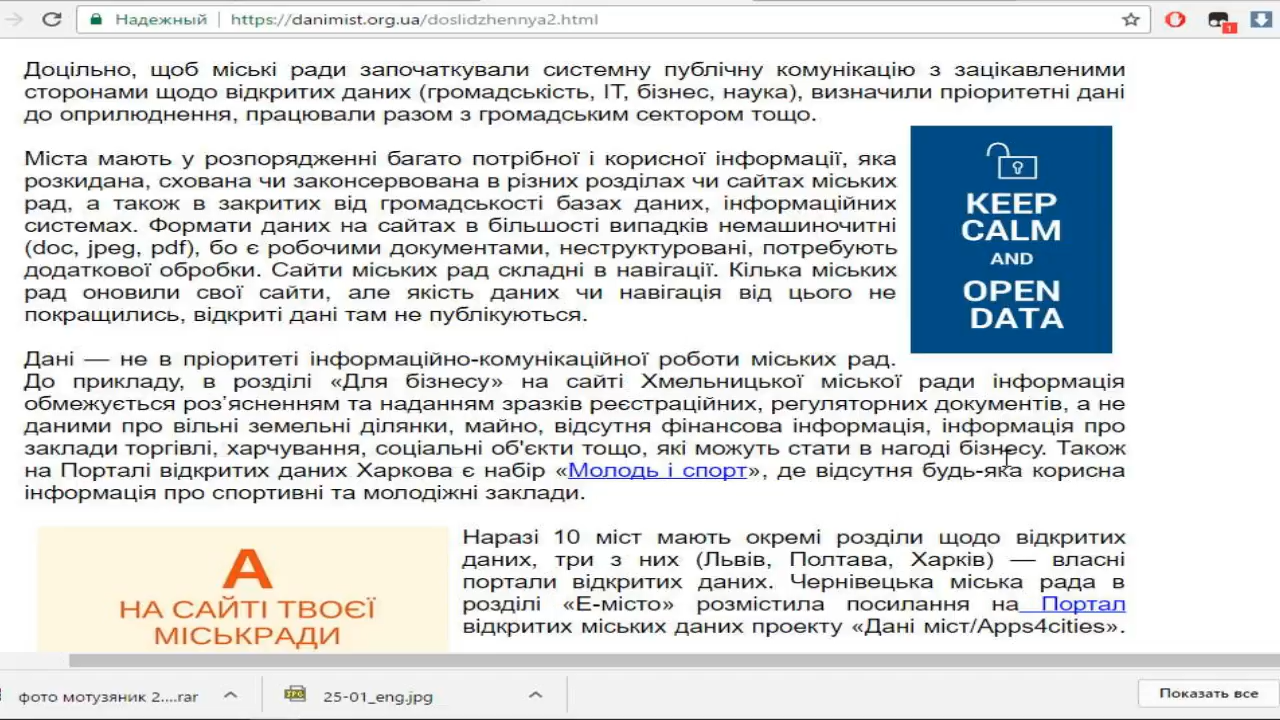 Надежный
https://danimist.org.ua/doslidzhennya2.html
1
Доцільно, щоб міські ради започаткували системну публічну комунікацію з зацікавленими
сторонами щодо відкритих даних (громадськість, ІТ, бізнес, наука), визначили пріоритетні дані
до оприлюднення, працювали разом з громадським сектором тощо.
Міста мають у розпорядженні багато потрібної і корисної інформації, яка
розкидана, схована чи законсервована в різних розділах чи сайтах міських
рад, а також в закритих від громадськості базах даних, інформаційних
системах. Формати даних на сайтах в більшості випадків немашиночитні
(doc, jpeg, pdf), бо є робочими документами, неструктуровані, потребують
додаткової обробки. Сайти міських рад складні в навігації. Кілька міських
рад оновили свої сайти, але якість даних чи навігація від цього не
покращились, відкриті дані там не публікуються.
KEEP
CALM
AND
OPEN
DATA
Дані — не в пріоритеті інформаційно-комунікаційної роботи міських рад.
До прикладу, в розділі «Для бізнесу» на сайті Хмельницької міської ради інформація
обмежується роз’ясненням та наданням зразків реєстраційних, регуляторних документів, а не
даними про вільні земельні ділянки, майно, відсутня фінансова інформація, інформація про
заклади торгівлі, харчування, соціальні об'єкти тощо, які можуть стати в нагоді бізнесу. Також
на Порталі відкритих даних Харкова є набір «Молодь і спорт», де відсутня будь-яка корисна
інформація про спортивні та молодіжні заклади.
А
НА САЙТІ ТВОЄЇ
МІСЬКРАДИ
Наразі 10 міст мають окремі розділи щодо відкритих
даних, три з них (Львів, Полтава, Харків) — власні
портали відкритих даних. Чернівецька міська рада в
розділі «Е-місто» розмістила посилання на Портал
відкритих міських даних проекту «Дані міст/Apps4cities».
фото мотузяник 2....rar
25-01_eng.jpg
Показать все